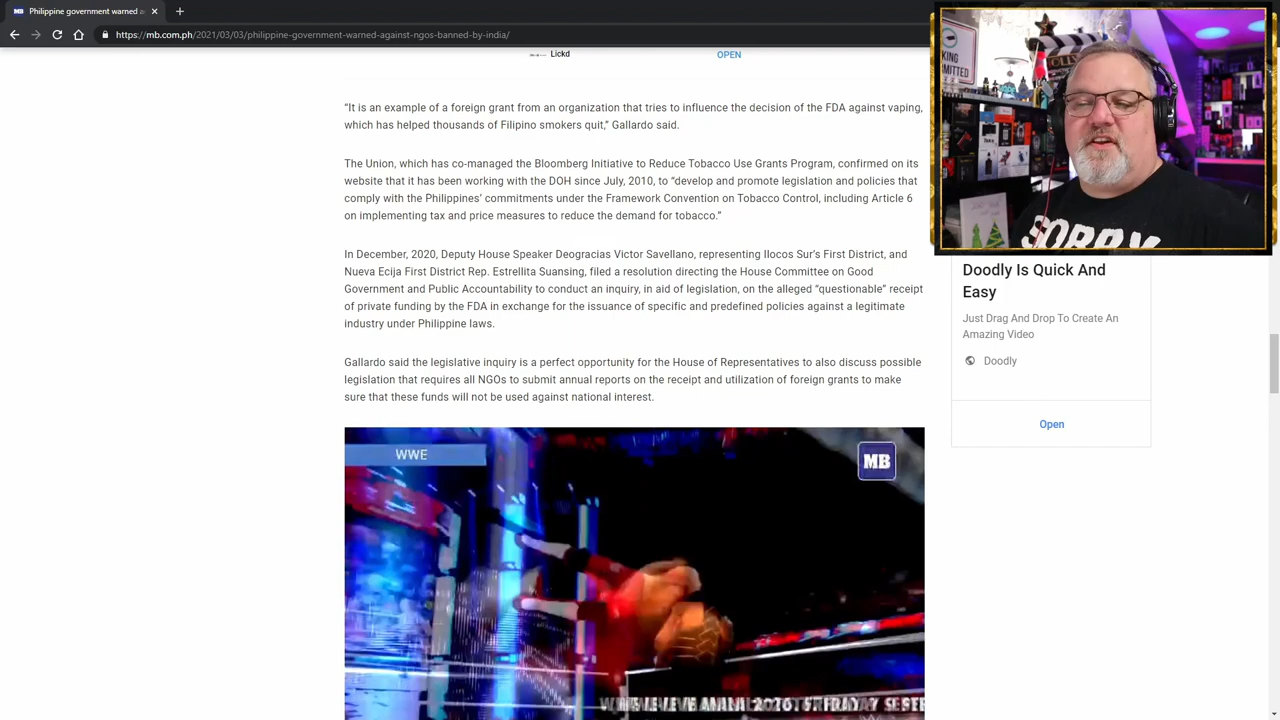 Philippine government warned ab
https://mb.com.ph/2021/03/01/philippine-government-warned-against-ngos-banned-by-india/
Lickd
OPEN
“It is an example of a foreign grant from an organization that tries to influence the decision of the FDA against vaping,
which has helped thousands of Filipino smokers quit,” Gallardo said.
The Union, which has co-managed the Bloomberg Initiative to Reduce Tobacco Use Grants Program, confirmed on its
website that it has been working with the DOH since July, 2010, to “develop and promote legislation and policies that
comply with the Philippines’ commitments under the Framework Convention on Tobacco Control, including Article 6
on implementing tax and price measures to reduce the demand for tobacco.”
In December, 2020, Deputy House Speaker Deogracias Victor Savellano, representing Ilocos Sur’s First District, and
Nueva Ecija First District Rep. Estrellita Suansing, filed a resolution directing the House Committee on Good
Government and Public Accountability to conduct an inquiry, in aid of legislation, on the alleged “questionable” receipt
of private funding by the FDA in exchange for the issuance of specific and predefined policies against a legitimate
industry under Philippine laws.
Gallardo said the legislative inquiry is a perfect opportunity for the House of Representatives to also discuss possible
legislation that requires all NGOs to submit annual reports on the receipt and utilization of foreign grants to make
sure that these funds will not be used against national interest.
WWE
MB
SORRY
Doodly Is Quick And
Easy
Just Drag And Drop To Create An
Amazing Video
Doodly
Open